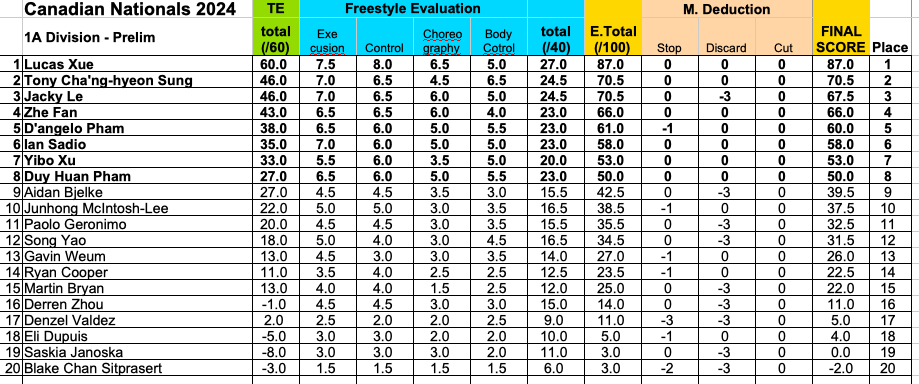 Canadian Nationals 2024 TE Freestyle Evaluation M. Deduction
1A Division - Prelim total (/60) Exe cusion Control Choreo graphy Body Cotrol total (/40) E.Total (/100) Stop Discard Cut FINAL SCORE Place
1 Lucas Xue 60.0 7.5 8.0 6.5 5.0 27.0 87.0 0 0 0 87.0 1
2 Tony Cha'ng-hyeon Sung 46.0 7.0 6.5 4.5 6.5 24.5 70.5 0 0 0 70.5 2
3 Jacky Le 46.0 7.0 6.5 6.0 5.0 24.5 70.5 0 -3 0 67.5 3
4 Zhe Fan 43.0 6.5 6.5 6.0 4.0 23.0 66.0 0 0 0 66.0 4
5 D'angelo Pham 38.0 6.5 6.0 5.0 5.5 23.0 61.0 -1 0 0 60.0 5
6 Ian Sadio 35.0 7.0 6.0 5.0 5.0 23.0 58.0 0 0 0 58.0 6
7 Yibo Xu 33.0 5.5 6.0 3.5 5.0 20.0 53.0 0 0 0 53.0 7
8 Duy Huan Pham 27.0 6.5 6.0 5.0 5.5 23.0 50.0 0 0 0 50.0 8
9 Aidan Bjelke 27.0 4.5 4.5 3.5 3.0 15.5 42.5 0 -3 0 39.5 9
10 Junhong McIntosh-Lee 22.0 5.0 5.0 3.0 3.5 16.5 38.5 -1 0 0 37.5 10
11 Paolo Geronimo 20.0 4.5 4.5 3.0 3.5 15.5 35.5 0 -3 0 32.5 11
12 Song Yao 18.0 5.0 4.0 3.0 4.5 16.5 34.5 0 -3 0 31.5 12
13 Gavin Weum 13.0 4.5 3.0 3.0 3.5 14.0 27.0 -1 0 0 26.0 13
14 Ryan Cooper 11.0 3.5 4.0 2.5 2.5 12.5 23.5 -1 0 0 22.5 14
15 Martin Bryan 13.0 4.0 4.0 1.5 2.5 12.0 25.0 0 -3 0 22.0 15
16 Derren Zhou -1.0 4.5 4.5 3.0 3.0 15.0 14.0 0 -3 0 11.0 16
17 Denzel Valdez 2.0 2.5 2.0 2.0 2.5 9.0 11.0 -3 -3 0 5.0 17
18 Eli Dupuis -5.0 3.0 3.0 2.0 2.0 10.0 5.0 -1 0 0 4.0 18
19 Saskia Janoska -8.0 3.0 3.0 3.0 2.0 11.0 3.0 0 -3 0 0.0 19
20 Blake Chan Sitprasert -3.0 1.5 1.5 1.5 1.5 6.0 3.0 -2 -3 0 -2.0 20